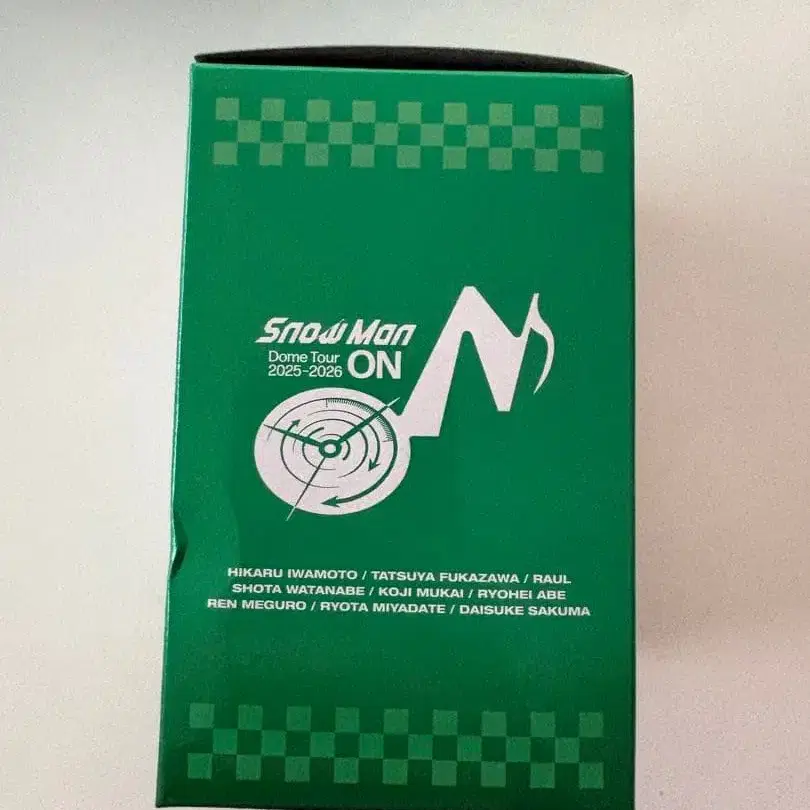 Snow Man
Dome Tour
2025-2026 ON
HIKARU IWAMOTO / TATSUYA FUKAZAWA / RAUL
SHOTA WATANABE / KOJI MUKAI / RYOHEI ABE
REN MEGURO / RYOTA MIYADATE / DAISUKE SAKUMA